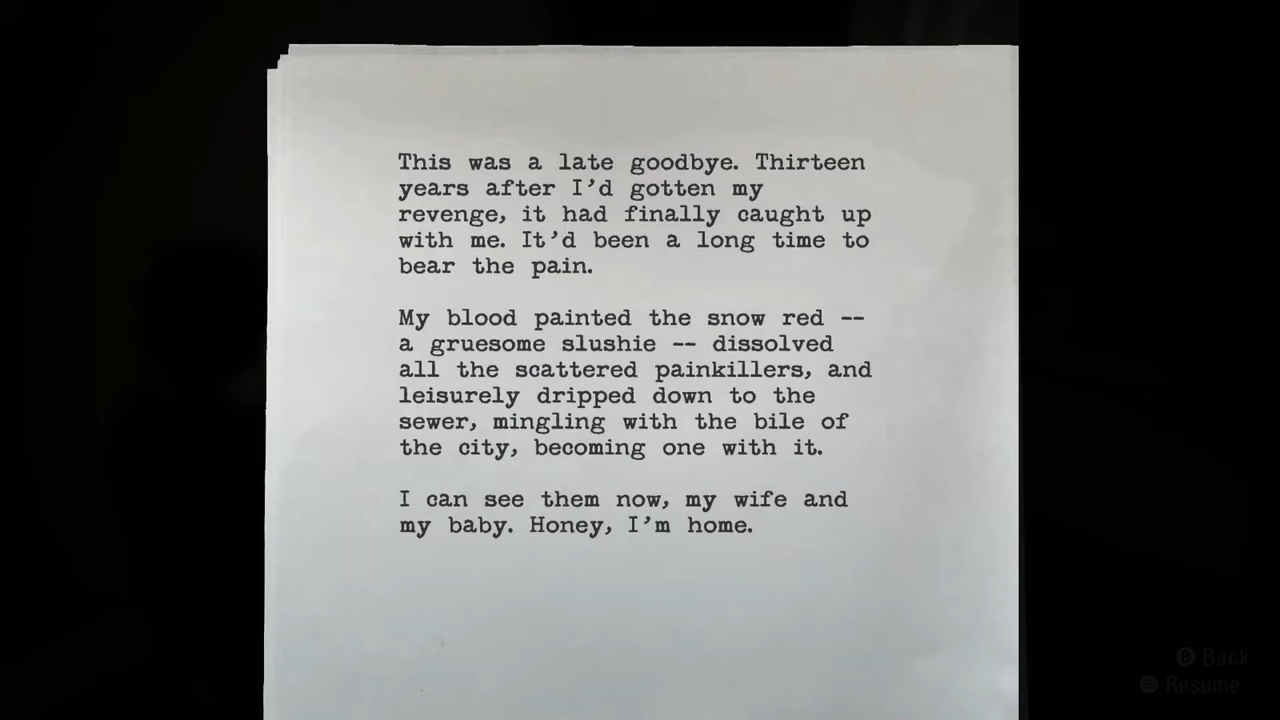 This was a late goodbye. Thirteen
years after I'd gotten my
revenge, it had finally caught up
with me. It'd been a long time to
bear the pain.
My blood painted the snow red --
a gruesome slushie -- dissolved
all the scattered painkillers, and
leisurely dripped down to the
sewer, mingling with the bile of
the city, becoming one with it.
I can see them now, my wife and
my baby. Honey, I'm home.
B Back
Resume